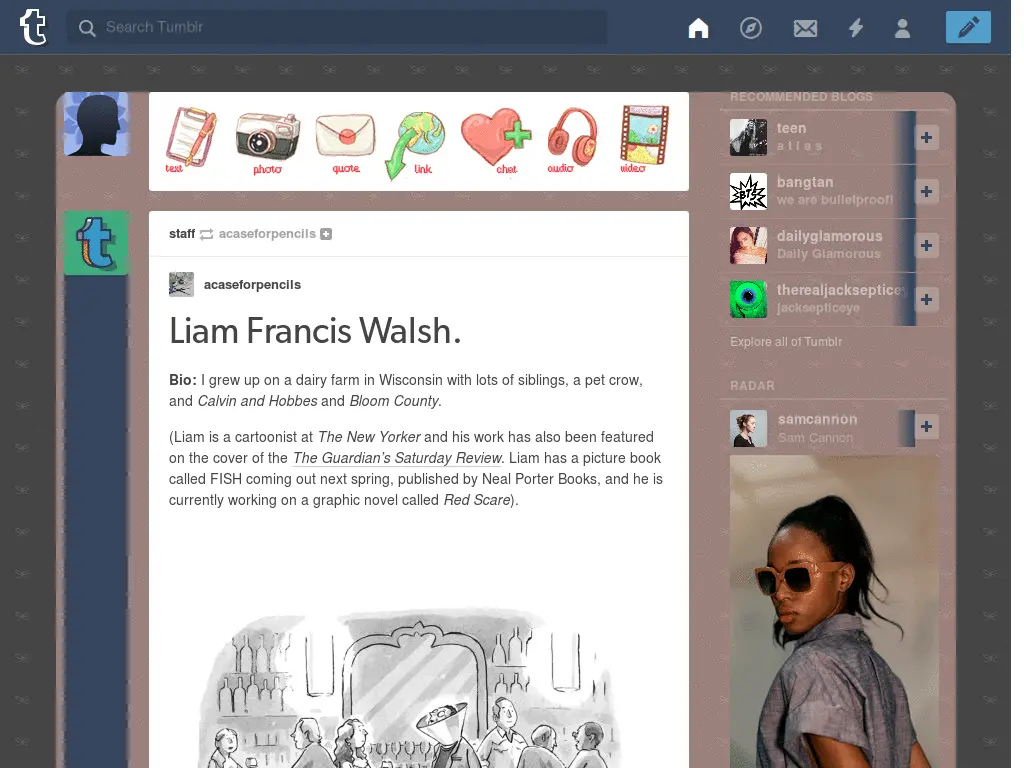 Search Tumblr
text
photo
quote
link
chat
audio
video
staff acaseforpencils
acaseforpencils
Liam Francis Walsh.
Bio: I grew up on a dairy farm in Wisconsin with lots of siblings, a pet crow,
and Calvin and Hobbes and Bloom County.
(Liam is a cartoonist at The New Yorker and his work has also been featured
on the cover of the The Guardian’s Saturday Review. Liam has a picture book
called FISH coming out next spring, published by Neal Porter Books, and he is
currently working on a graphic novel called Red Scare).
RECOMMENDED BLOGS
teen
a t l a s
BTS
bangtan
we are bulletproof!
dailyglamorous
Daily Glamorous
therealjacksepticey
jacksepticeye
Explore all of Tumblr
RADAR
samcannon
Sam Cannon